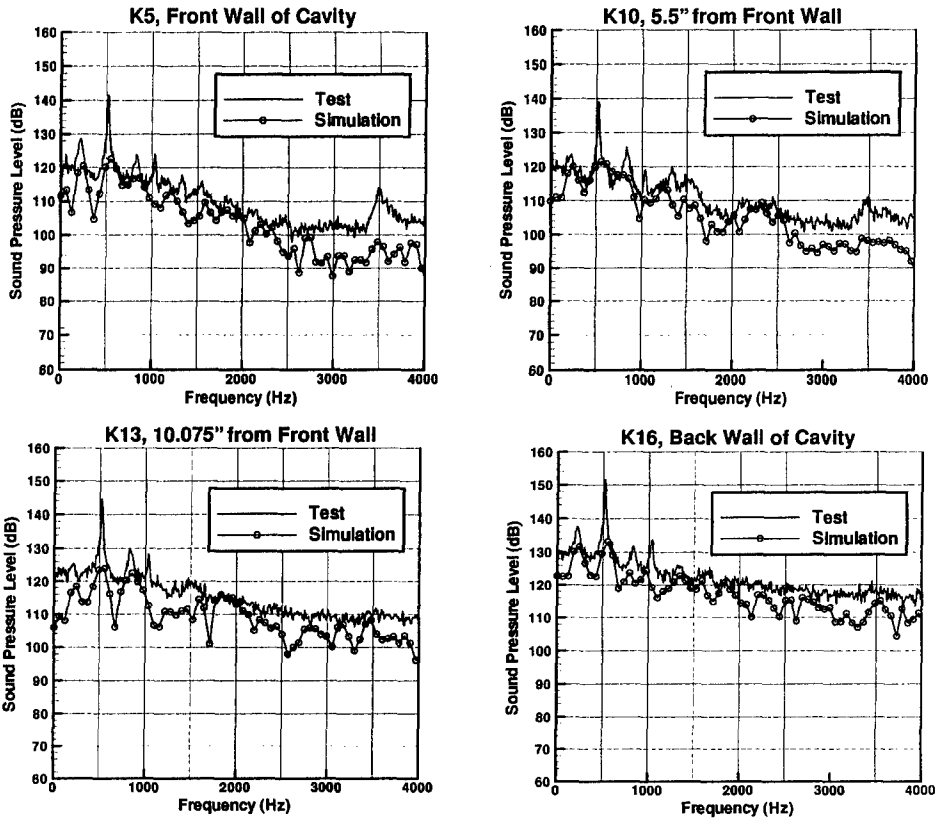 K5, Front Wall of Cavity
160
150
140
130
120
110
100
90
80
70
60
Sound Pressure Level (dB)
Test
Simulation
0 1000 2000 3000 4000
Frequency (Hz)
K10, 5.5" from Front Wall
160
150
140
130
120
110
100
90
80
70
60
Sound Pressure Level (dB)
Test
Simulation
0 1000 2000 3000 4000
Frequency (Hz)
K13, 10.075" from Front Wall
160
150
140
130
120
110
100
90
80
70
60
Sound Pressure Level (dB)
Test
Simulation
0 1000 2000 3000 4000
Frequency (Hz)
K16, Back Wall of Cavity
160
150
140
130
120
110
100
90
80
70
60
Sound Pressure Level (dB)
Test
Simulation
0 1000 2000 3000 4000
Frequency (Hz)